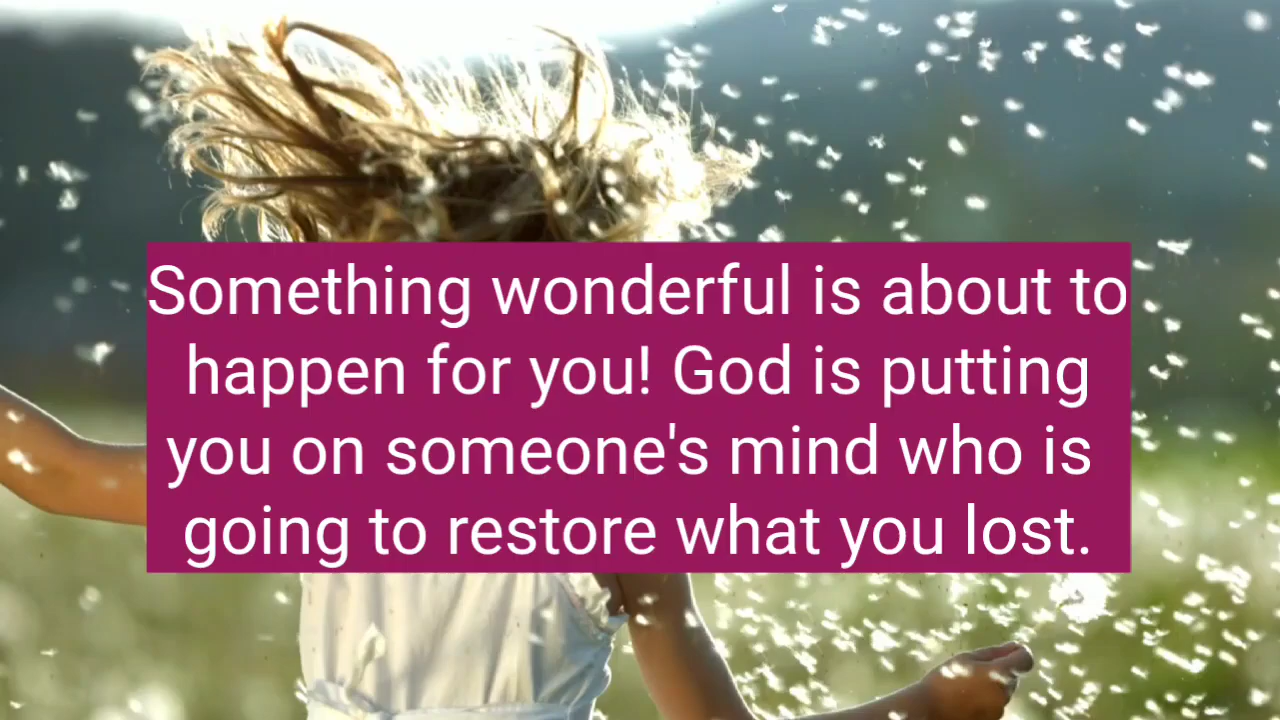 Something wonderful is about to
happen for you! God is putting
you on someone's mind who is
going to restore what you lost.